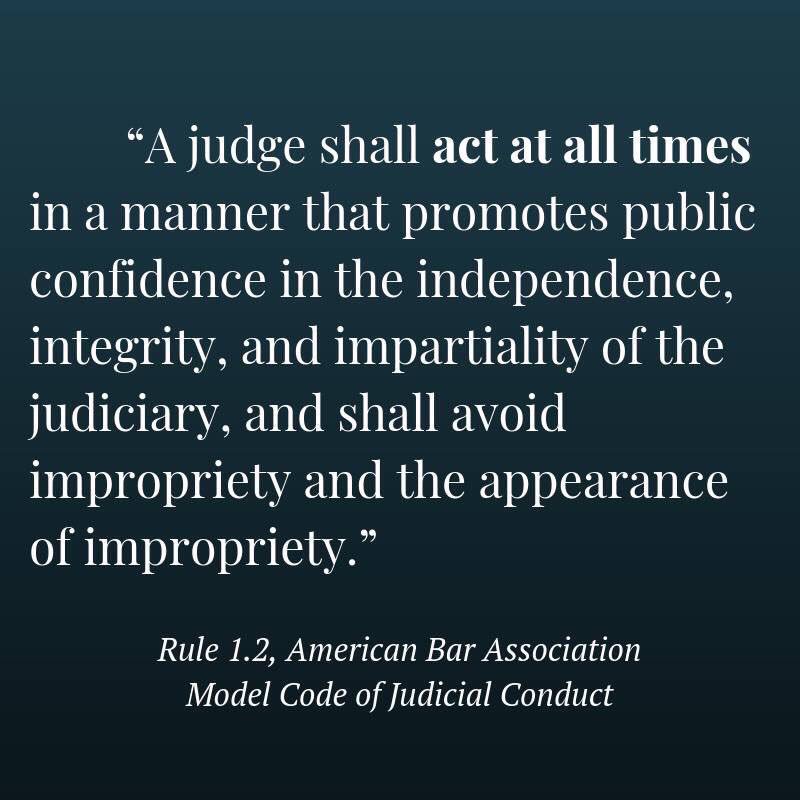 “A judge shall act at all times
in a manner that promotes public
confidence in the independence,
integrity, and impartiality of the
judiciary, and shall avoid
impropriety and the appearance
of impropriety.”
Rule 1.2, American Bar Association
Model Code of Judicial Conduct